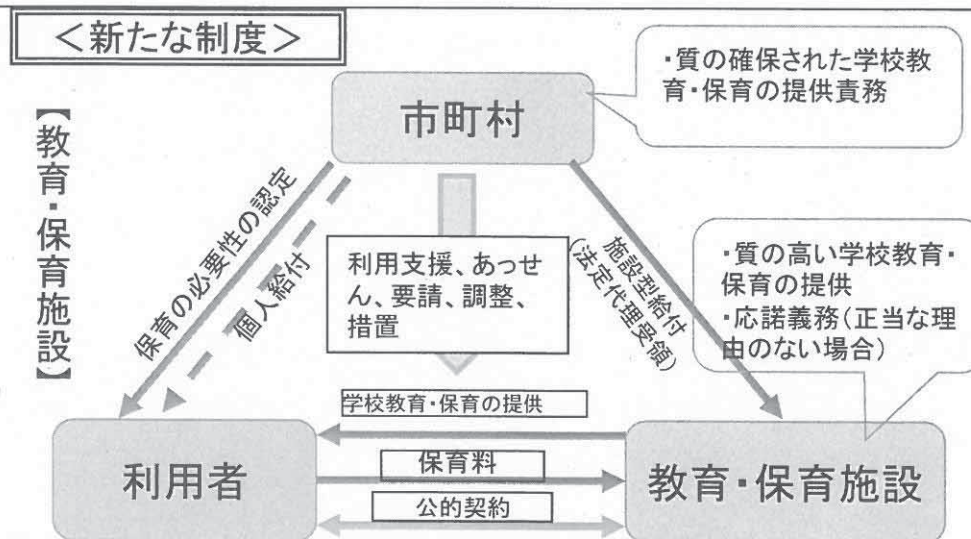 ＜新たな制度＞
【教育・保育施設】
市町村
・質の確保された学校教
育・保育の提供責務
保育の必要性の認定
個人給付
利用支援、あっせ
ん、要請、調整、
措置
施設型給付
（法定代理受領）
・質の高い学校教育・
保育の提供
・応諾義務（正当な理
由のない場合）
学校教育・保育の提供
利用者
保育料
公的契約
教育・保育施設